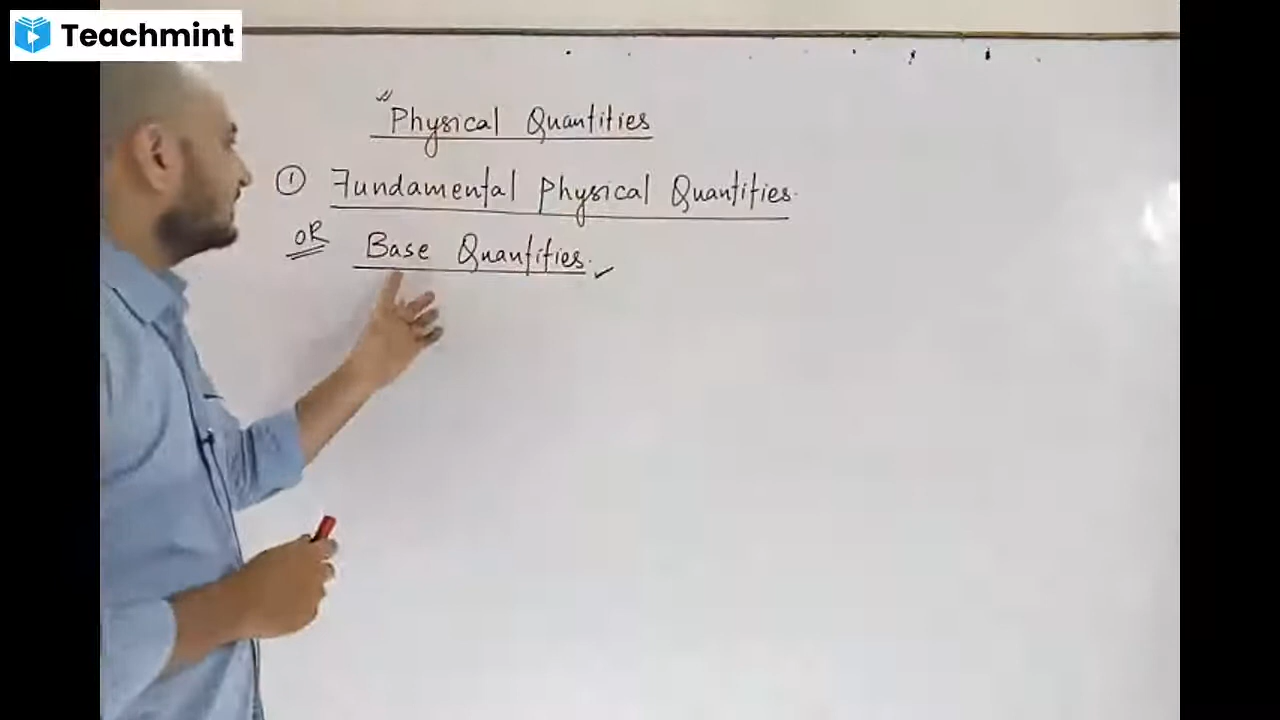 Teachmint
Physical Quantities
① Fundamental Physical Quantities.
OR Base Quantities.